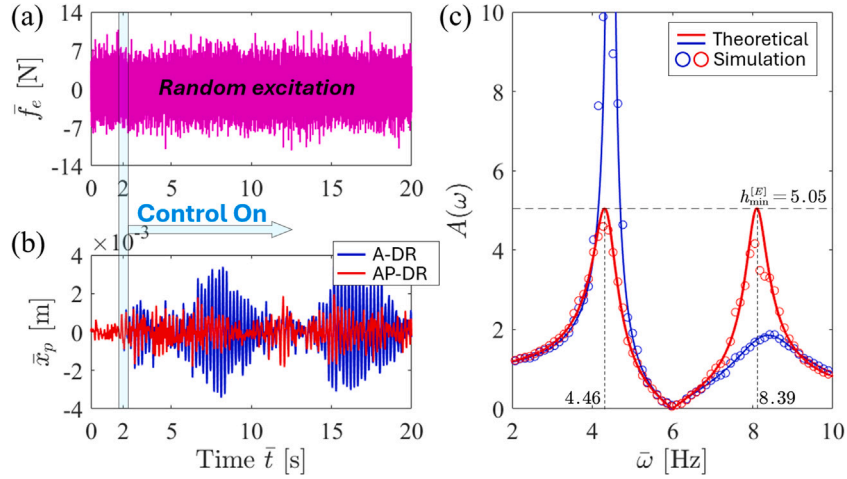 (a)
14
7
0
-7
-14
f̄ₑ [N]
Random excitation
0 2 5 10 15 20
Control On
(b)
×10⁻³
4
2
0
-2
-4
x̄ₚ [m]
A-DR
AP-DR
0 2 5 10 15 20
Time t̄ [s]
(c)
10
8
6
4
2
0
A(ω)
Theoretical
Simulation
h_min^[E] = 5.05
4.46
8.39
2 4 6 8 10
ω̄ [Hz]